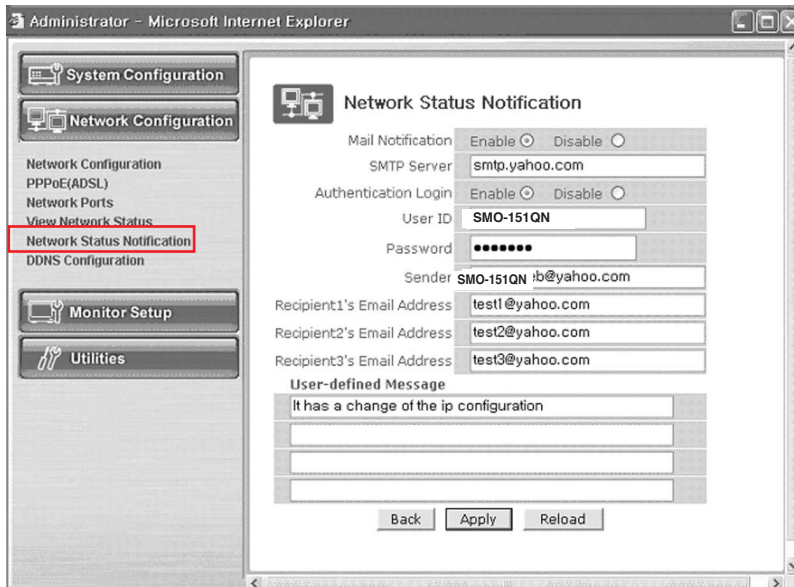 Administrator - Microsoft Internet Explorer
System Configuration
Network Configuration
Network Configuration
PPPoE(ADSL)
Network Ports
View Network Status
Network Status Notification
DDNS Configuration
Monitor Setup
Utilities
Network Status Notification
Mail Notification Enable Disable
SMTP Server smtp.yahoo.com
Authentication Login Enable Disable
User ID SMO-151QN
Password •••••••
Sender SMO-151QN eb@yahoo.com
Recipient1's Email Address test1@yahoo.com
Recipient2's Email Address test2@yahoo.com
Recipient3's Email Address test3@yahoo.com
User-defined Message
It has a change of the ip configuration
Back Apply Reload